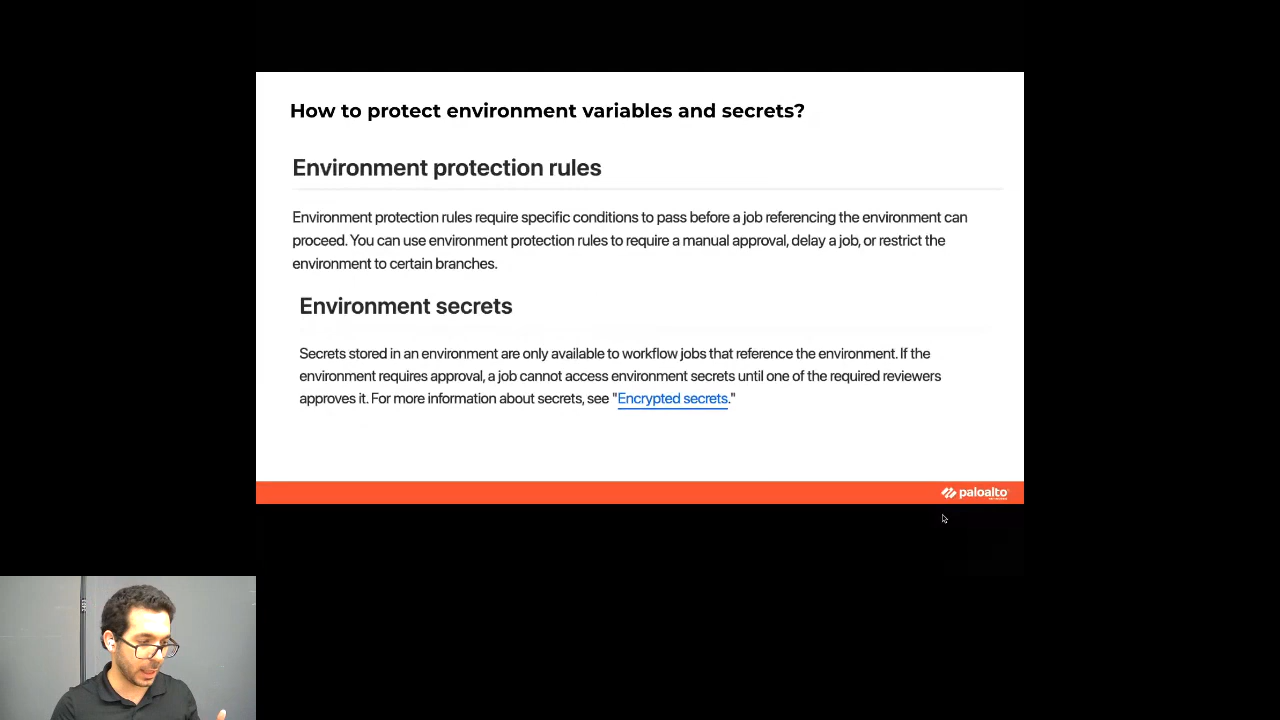 How to protect environment variables and secrets?
Environment protection rules
Environment protection rules require specific conditions to pass before a job referencing the environment can
proceed. You can use environment protection rules to require a manual approval, delay a job, or restrict the
environment to certain branches.
Environment secrets
Secrets stored in an environment are only available to workflow jobs that reference the environment. If the
environment requires approval, a job cannot access environment secrets until one of the required reviewers
approves it. For more information about secrets, see "Encrypted secrets."
paloalto